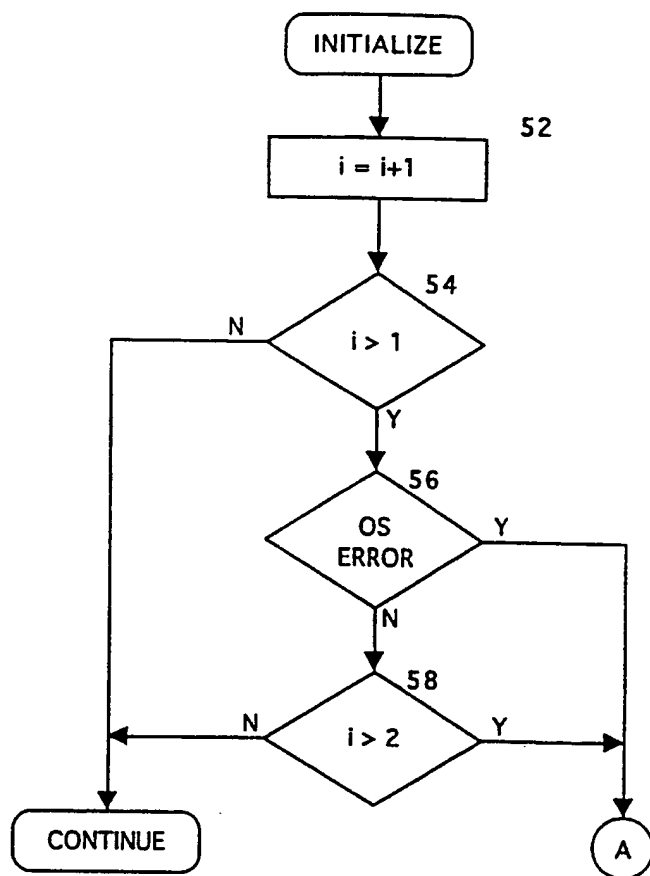 INITIALIZE
52
i = i+1
54
N
i > 1
Y
56
OS
ERROR
Y
N
58
N
i > 2
Y
CONTINUE
A